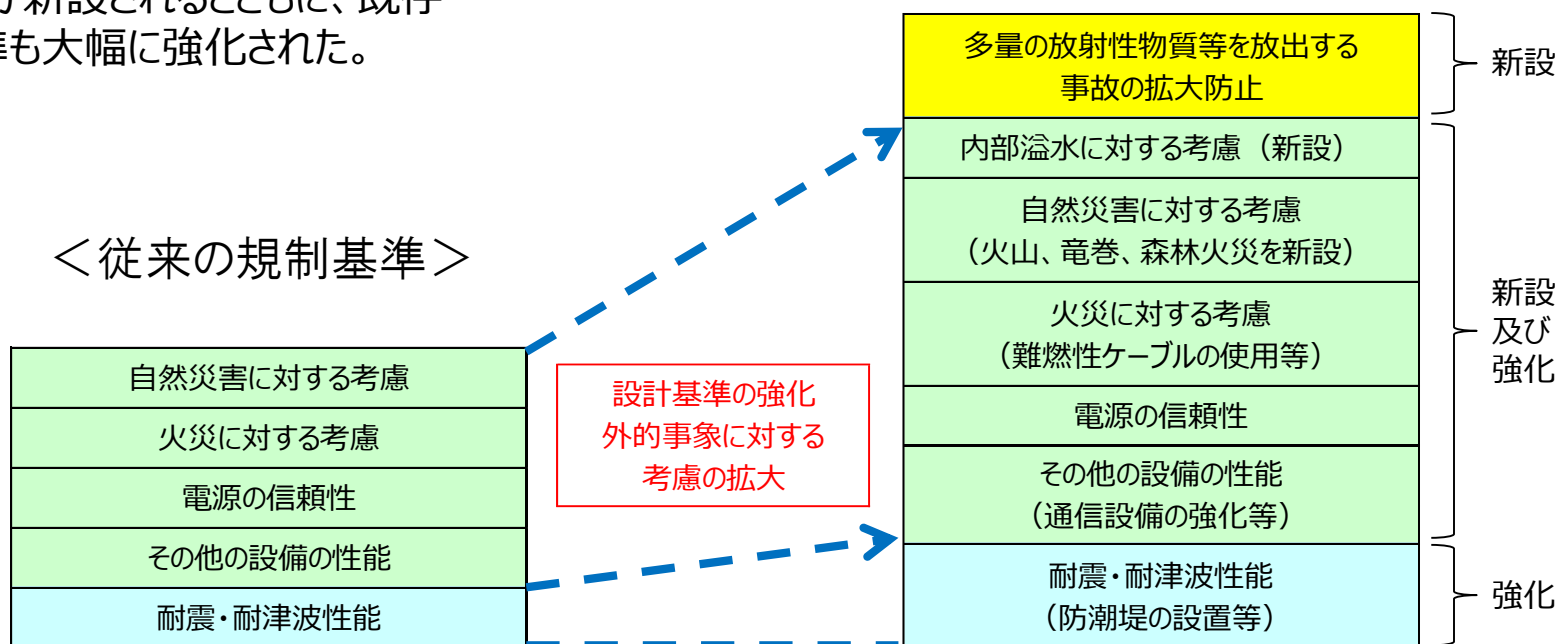 が新設されるとともに、既存
準も大幅に強化された。
<従来の規制基準>
自然災害に対する考慮
火災に対する考慮
電源の信頼性
その他の設備の性能
耐震・耐津波性能
設計基準の強化
外的事象に対する
考慮の拡大
多量の放射性物質等を放出する
事故の拡大防止
内部溢水に対する考慮(新設)
自然災害に対する考慮
(火山、竜巻、森林火災を新設)
火災に対する考慮
(難燃性ケーブルの使用等)
電源の信頼性
その他の設備の性能
(通信設備の強化等)
耐震・耐津波性能
(防潮堤の設置等)
新設
新設
及び
強化
強化